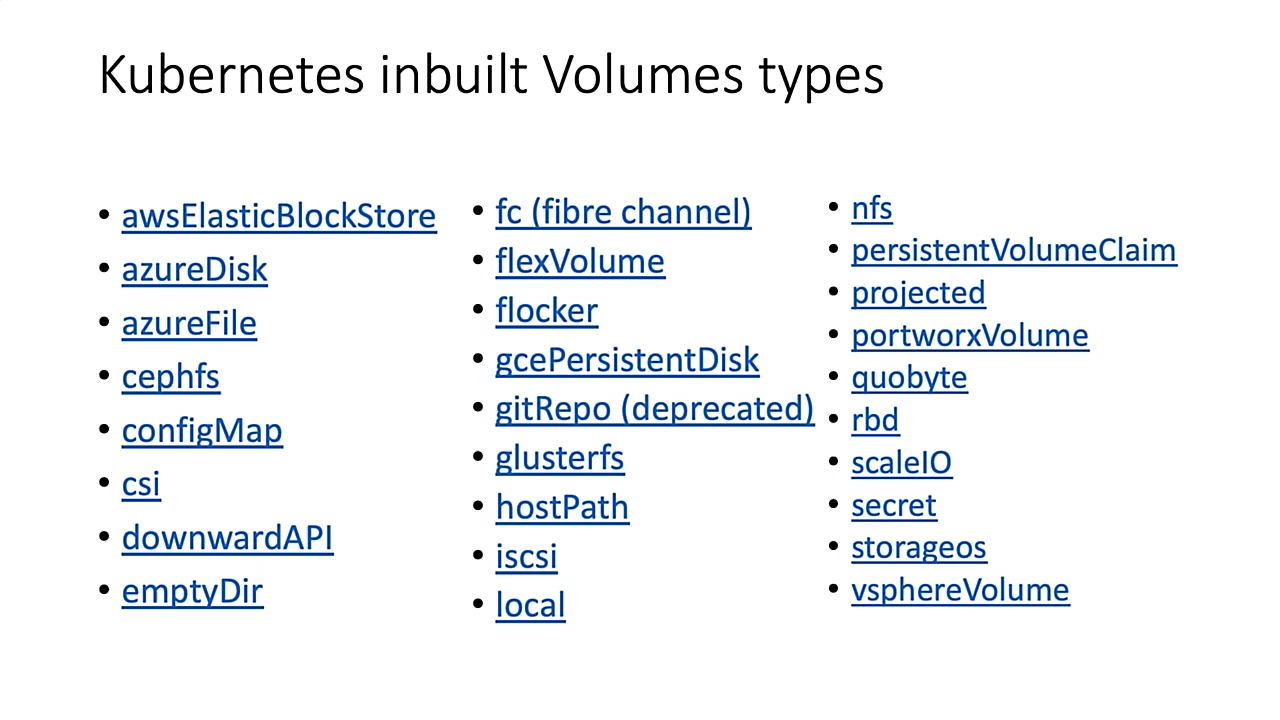 Kubernetes inbuilt Volumes types
• awsElasticBlockStore
• azureDisk
• azureFile
• cephfs
• configMap
• csi
• downwardAPI
• emptyDir
• fc (fibre channel)
• flexVolume
• flocker
• gcePersistentDisk
• gitRepo (deprecated)
• glusterfs
• hostPath
• iscsi
• local
• nfs
• persistentVolumeClaim
• projected
• portworxVolume
• quobyte
• rbd
• scaleIO
• secret
• storageos
• vsphereVolume